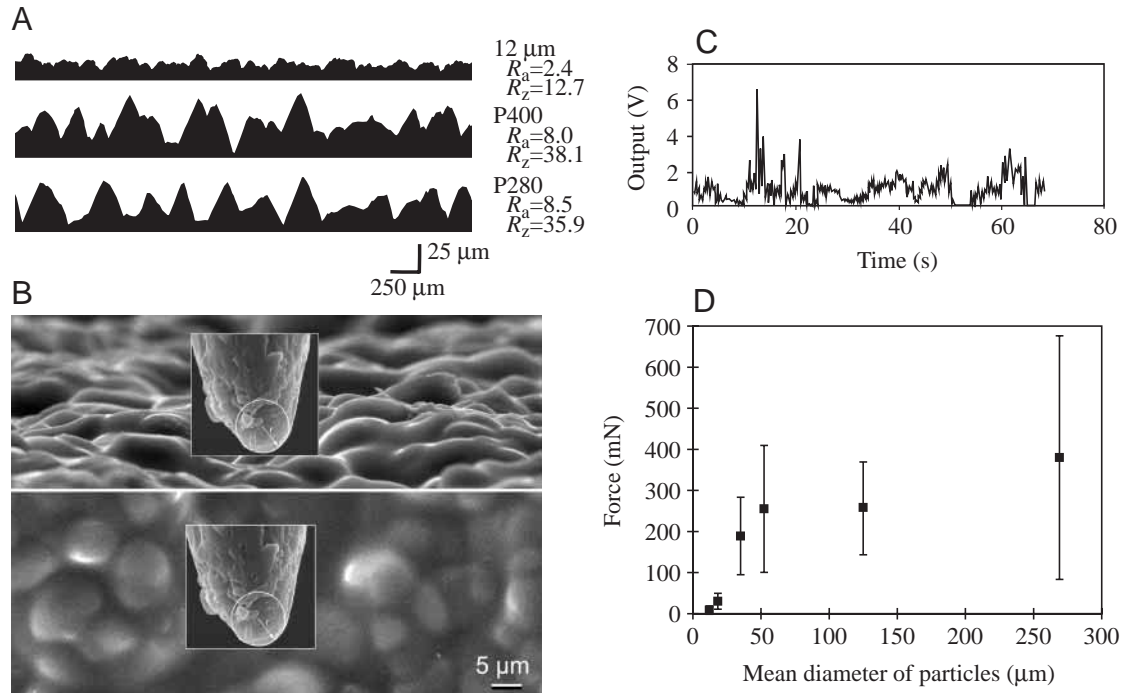 A
12 μm
Ra=2.4
Rz=12.7
P400
Ra=8.0
Rz=38.1
P280
Ra=8.5
Rz=35.9
25 μm
250 μm
B
5 μm
C
8
6
4
2
0
Output (V)
0 20 40 60 80
Time (s)
D
700
600
500
400
300
200
100
0
Force (mN)
0 50 100 150 200 250 300
Mean diameter of particles (μm)